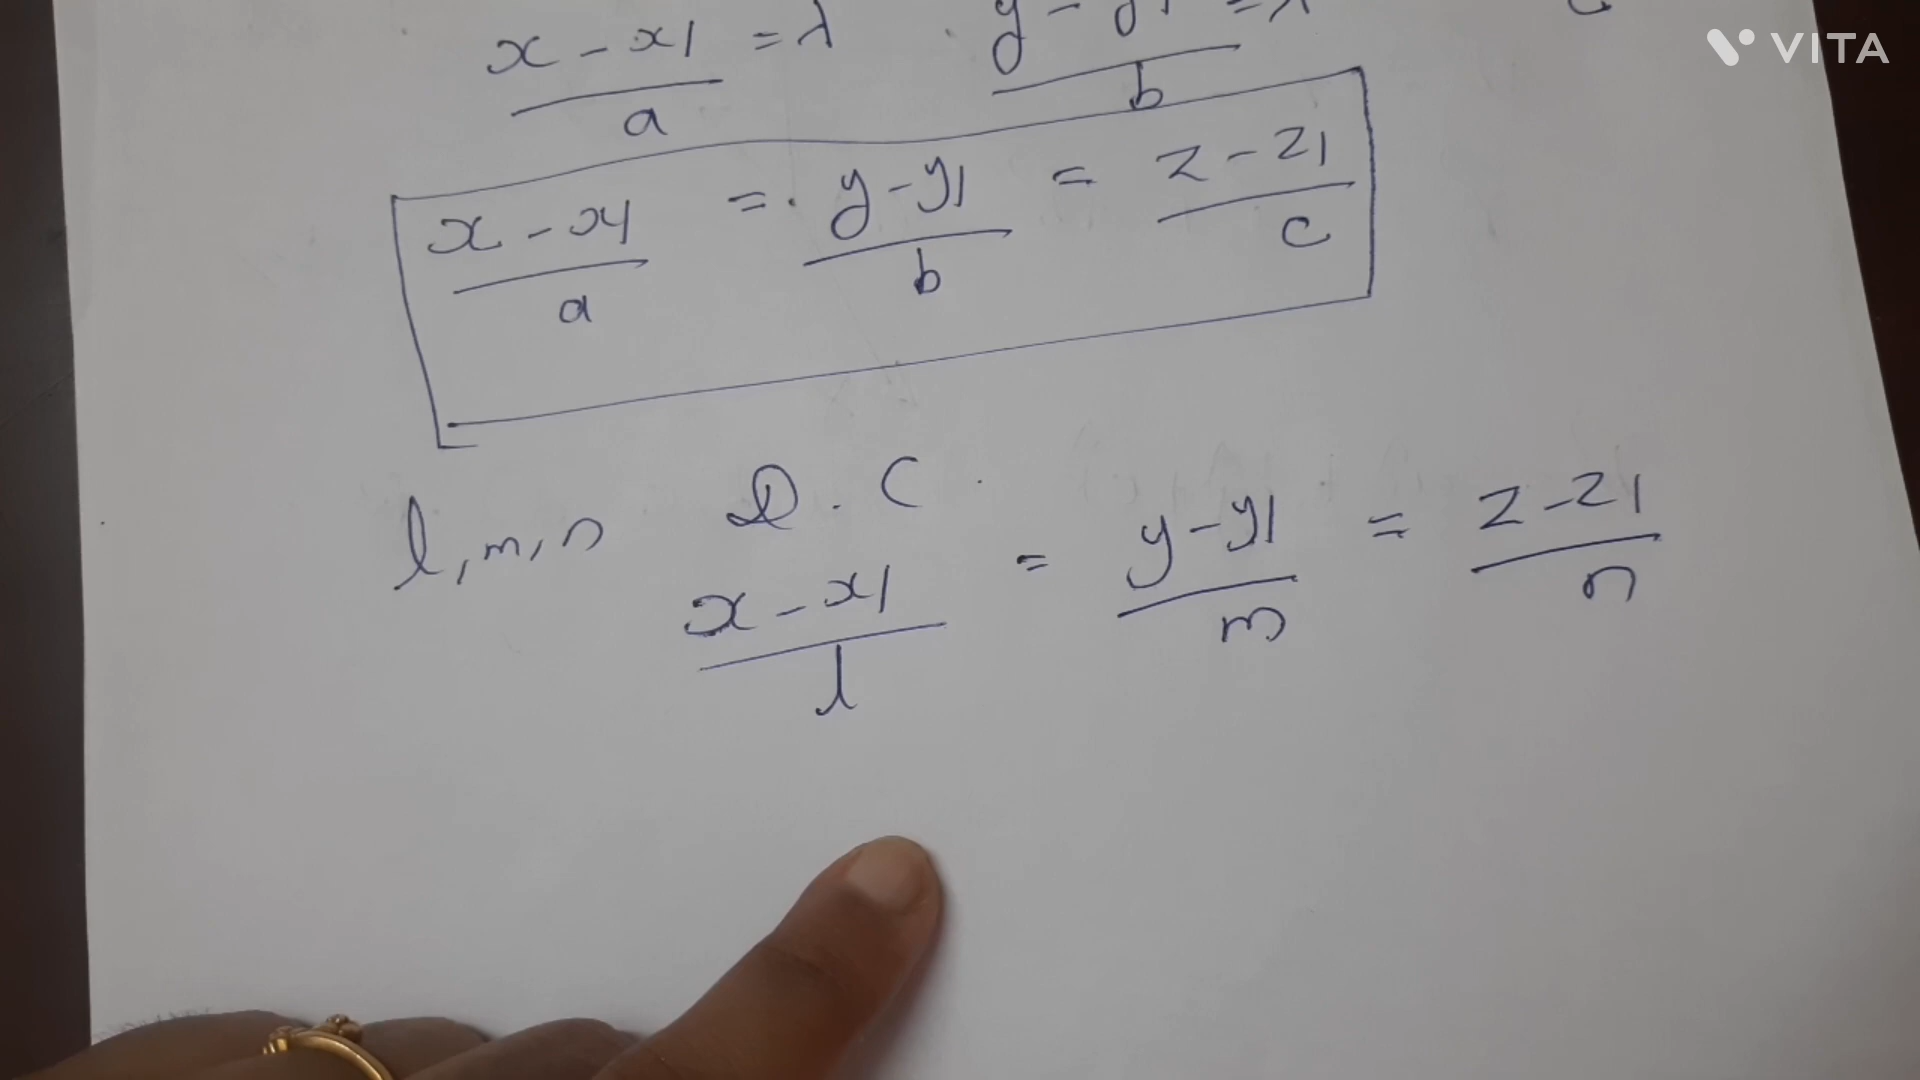 VITA
x - x1 / a = λ    y - y1 / b = λ
x - x1 / a = y - y1 / b = z - z1 / c
l, m, n D.C.
x - x1 / l = y - y1 / m = z - z1 / n